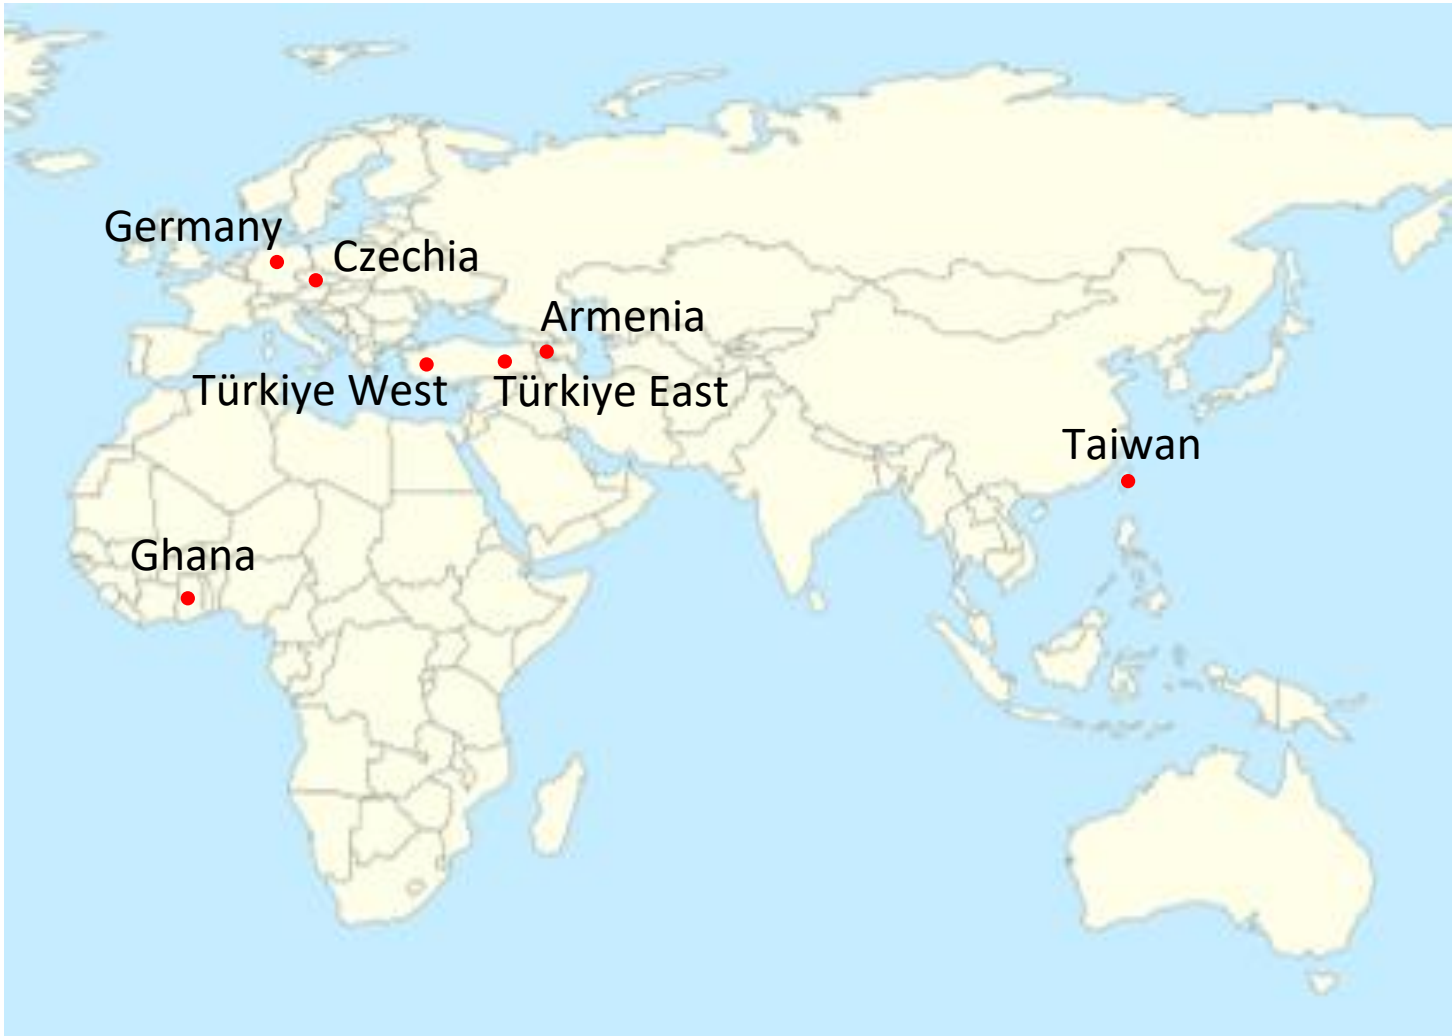 Germany
Czechia
Armenia
Türkiye West
Türkiye East
Taiwan
Ghana